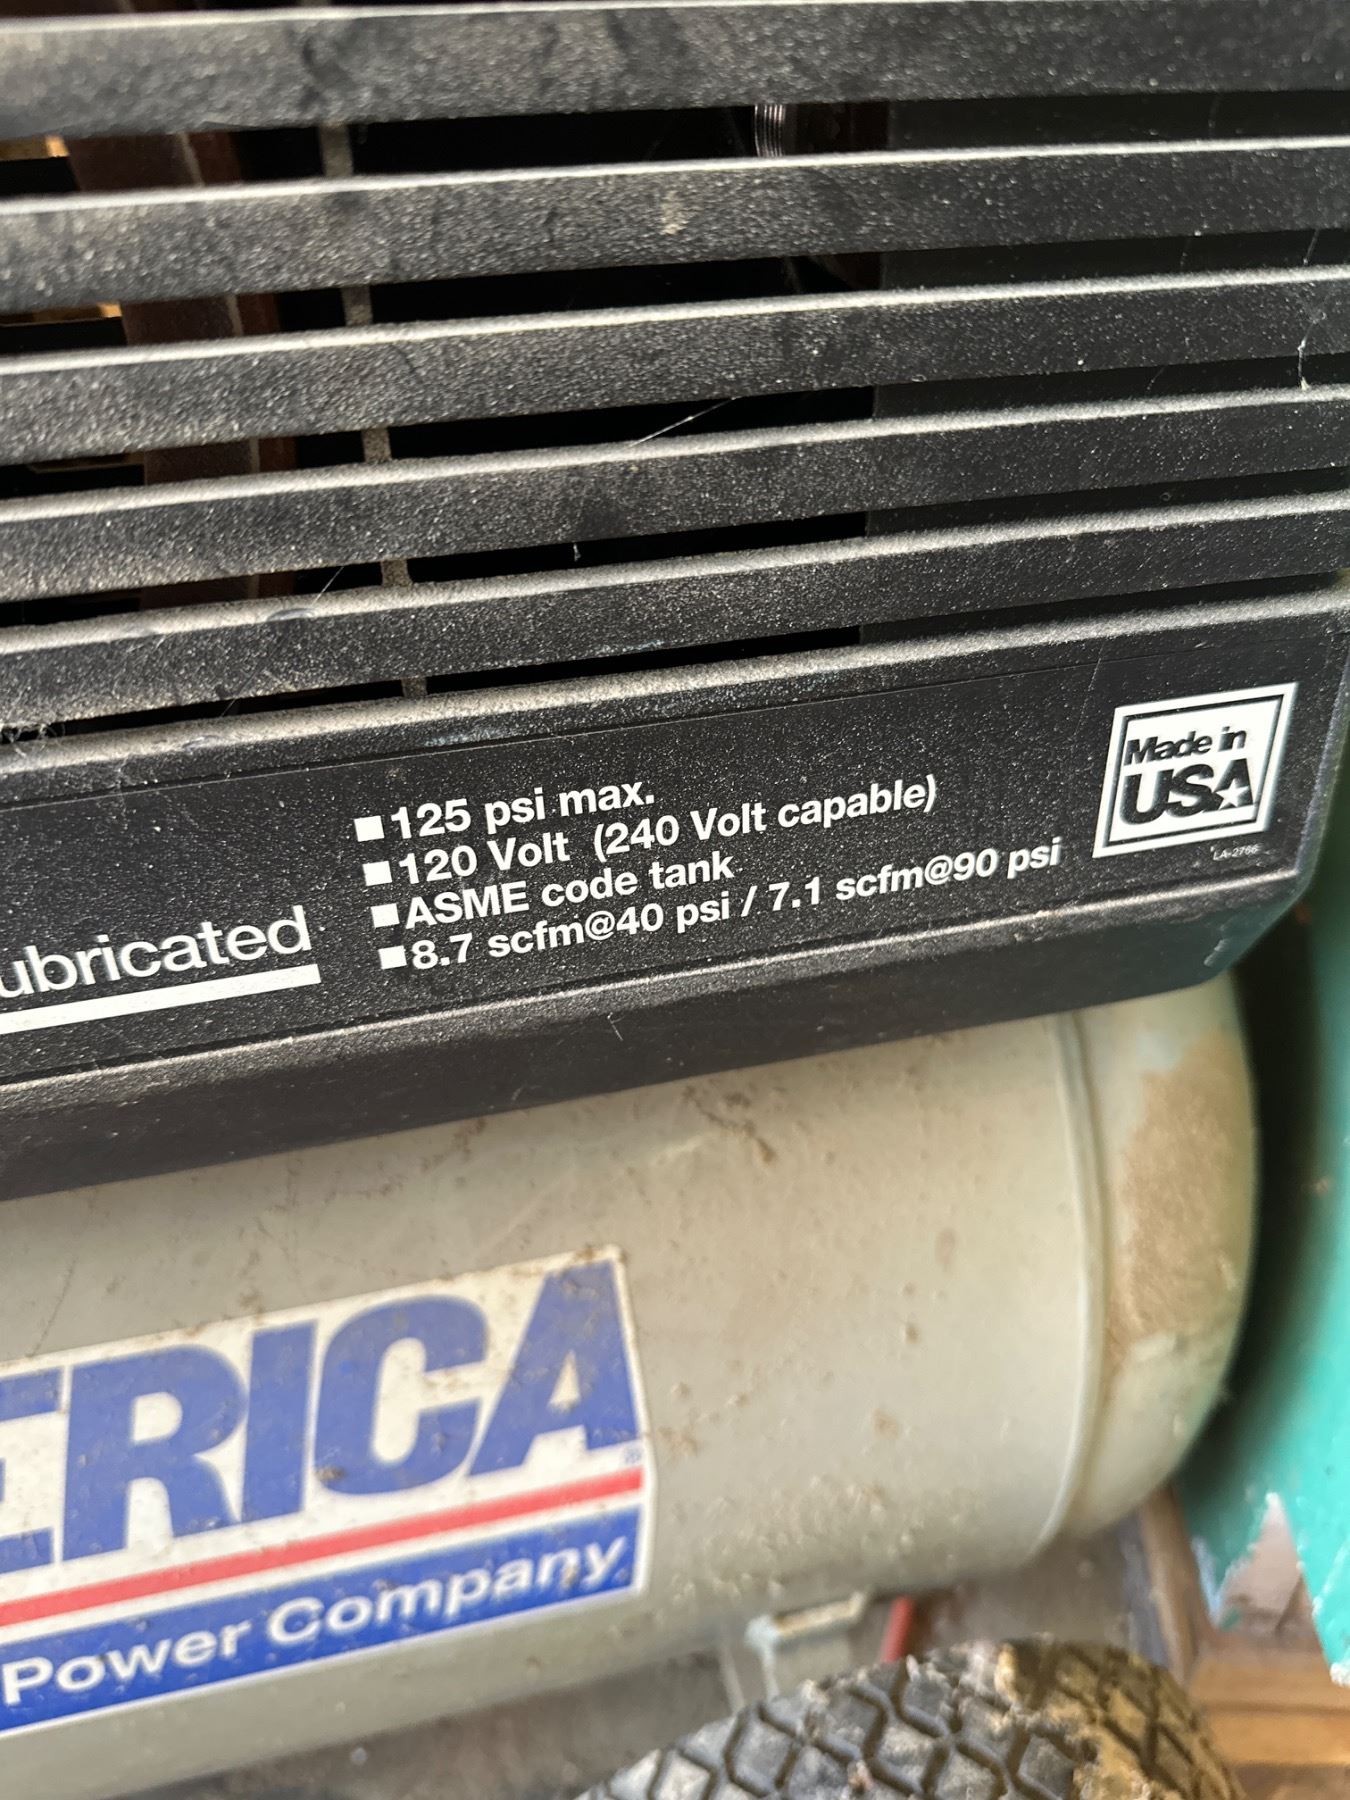 ■125 psi max.
■120 Volt (240 Volt capable)
■ASME code tank
■8.7 scfm@40 psi / 7.1 scfm@90 psi
ubricated
Made in
USA
LA-2766
ERICA®
Power Company